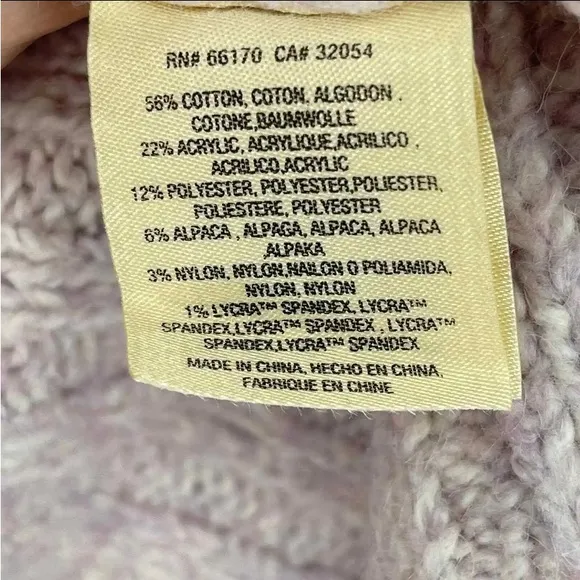 RN# 66170 CA# 32054
56% COTTON, COTON, ALGODON,
COTONE,BAUMWOLLE
22% ACRYLIC, ACRYLIQUE,ACRILICO,
ACRILICO,ACRYLIC
12% POLYESTER, POLYESTER,POLIESTER,
POLIESTERE, POLYESTER
6% ALPACA, ALPAGA, ALPACA, ALPACA
,ALPAKA
3% NYLON, NYLON,NAILON O POLIAMIDA,
NYLON, NYLON
1% LYCRA™ SPANDEX, LYCRA™
SPANDEX,LYCRA™ SPANDEX, LYCRA™
SPANDEX,LYCRA™ SPANDEX
MADE IN CHINA, HECHO EN CHINA,
FABRIQUE EN CHINE